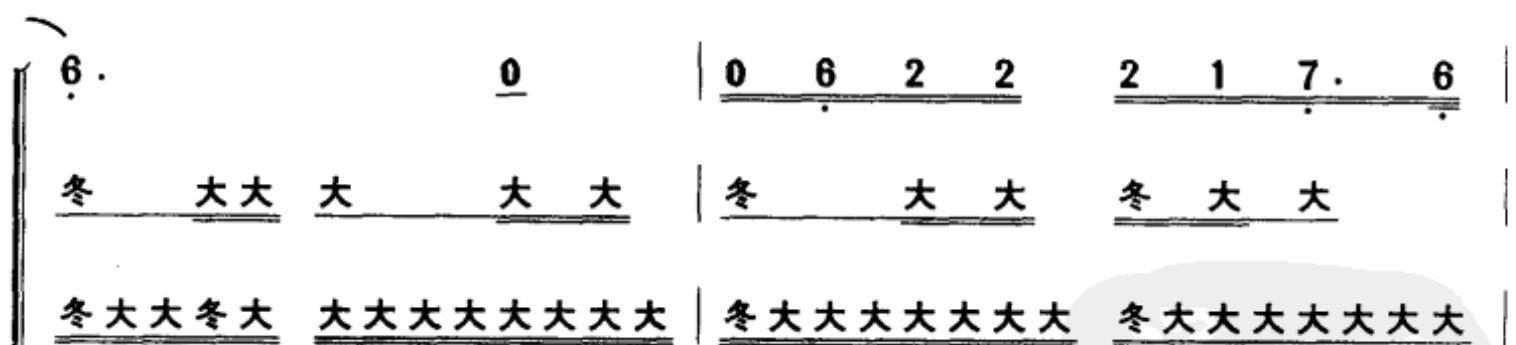 6· 0 | 0 6 2 2 2 1 7· 6 |
冬 大大 大 大 大 | 冬 大 大 冬 大 大 |
冬大大冬大 大大大大大大大大 | 冬大大大大大大大 冬大大大大大大大 |